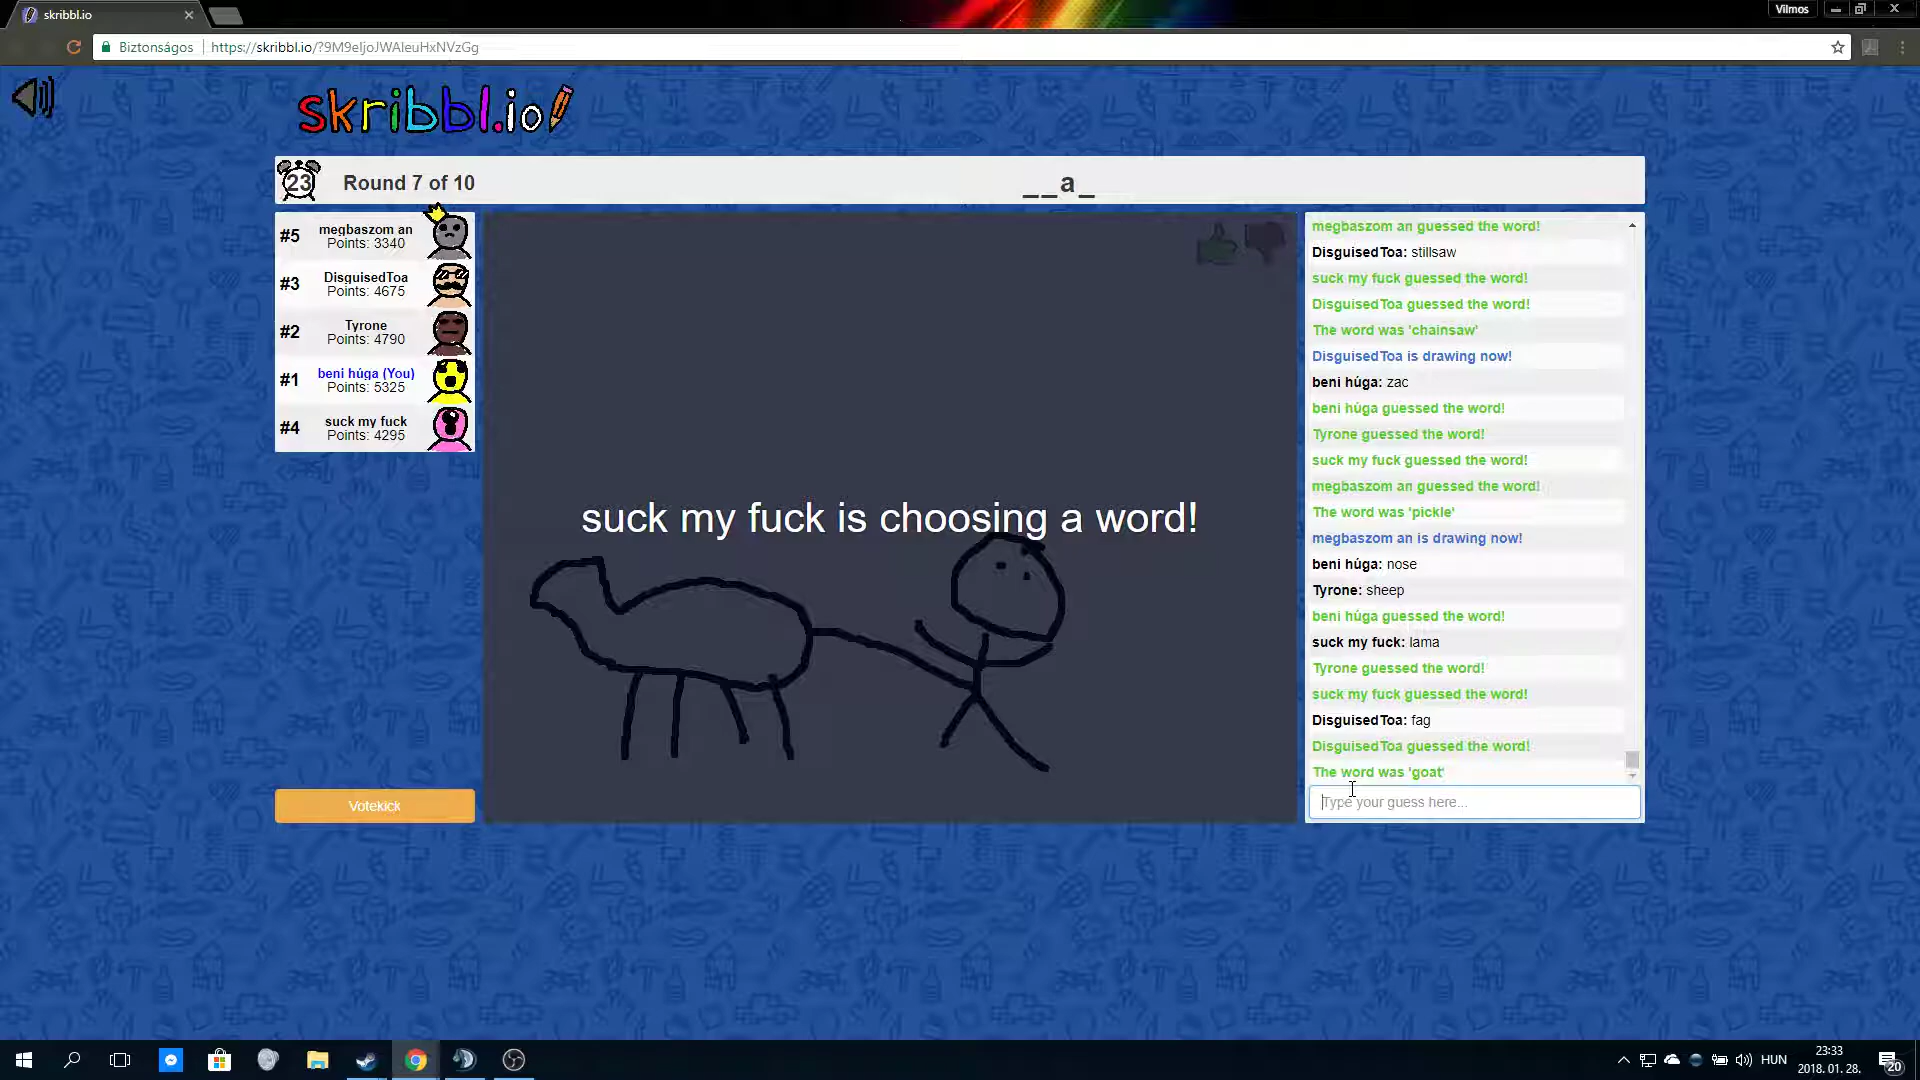 skribbl.io
Vilmos
Biztonságos
https://skribbl.io/?9M9eljoJWAleuHxNVzGg
skribbl.io
23
Round 7 of 10
__a_
#5
megbaszom an
Points: 3340
#3
DisguisedToa
Points: 4675
#2
Tyrone
Points: 4790
#1
beni húga (You)
Points: 5325
#4
suck my fuck
Points: 4295
Votekick
suck my fuck is choosing a word!
megbaszom an guessed the word!
DisguisedToa: stillsaw
suck my fuck guessed the word!
DisguisedToa guessed the word!
The word was 'chainsaw'
DisguisedToa is drawing now!
beni húga: zac
beni húga guessed the word!
Tyrone guessed the word!
suck my fuck guessed the word!
megbaszom an guessed the word!
The word was 'pickle'
megbaszom an is drawing now!
beni húga: nose
Tyrone: sheep
beni húga guessed the word!
suck my fuck: lama
Tyrone guessed the word!
suck my fuck guessed the word!
DisguisedToa: fag
DisguisedToa guessed the word!
The word was 'goat'
Type your guess here...
HUN
23:33
2018. 01. 28.
20